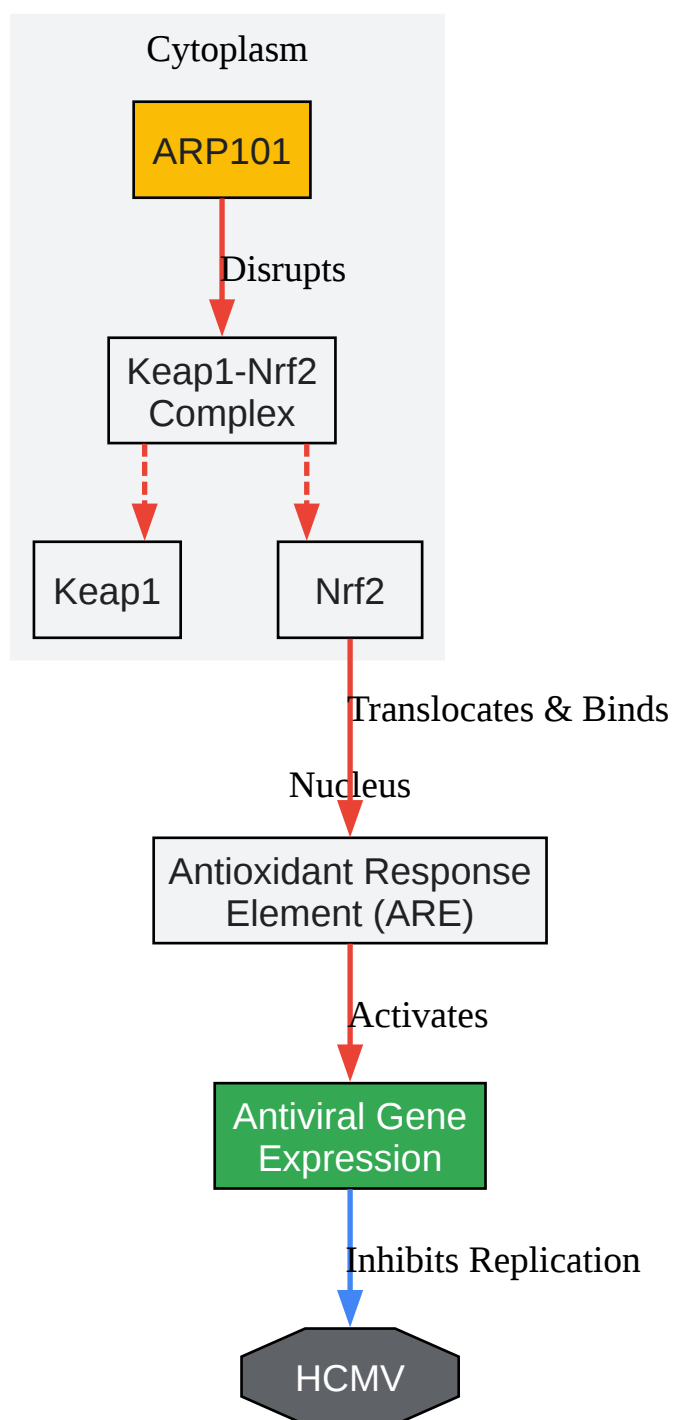 Cytoplasm
ARP101
Disrupts
Keap1-Nrf2
Complex
Keap1
Nrf2
Translocates & Binds
Nucleus
Antioxidant Response
Element (ARE)
Activates
Antiviral Gene
Expression
Inhibits Replication
HCMV